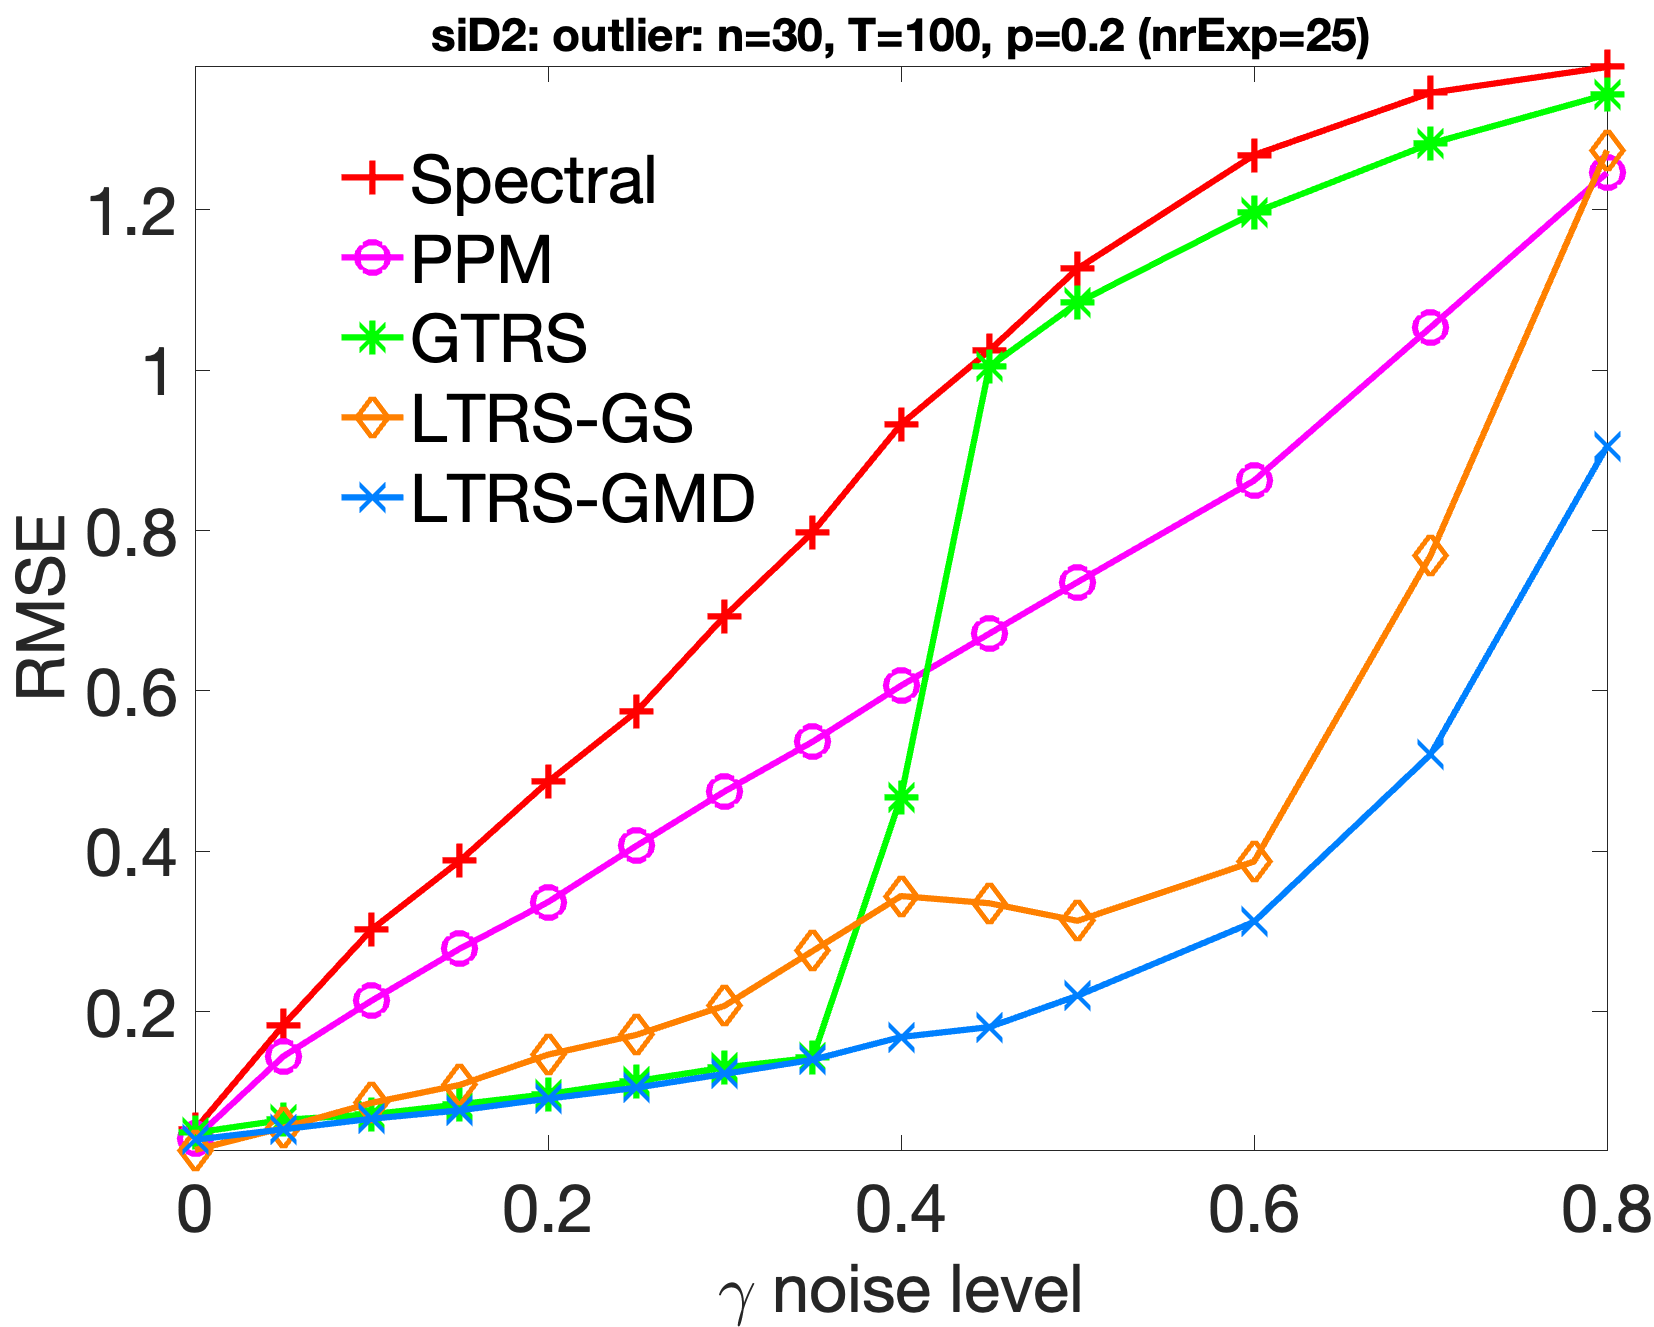 siD2: outlier: n=30, T=100, p=0.2 (nrExp=25)
Spectral
PPM
GTRS
LTRS-GS
LTRS-GMD
RMSE
1.2
1
0.8
0.6
0.4
0.2
0 0.2 0.4 0.6 0.8
γ noise level